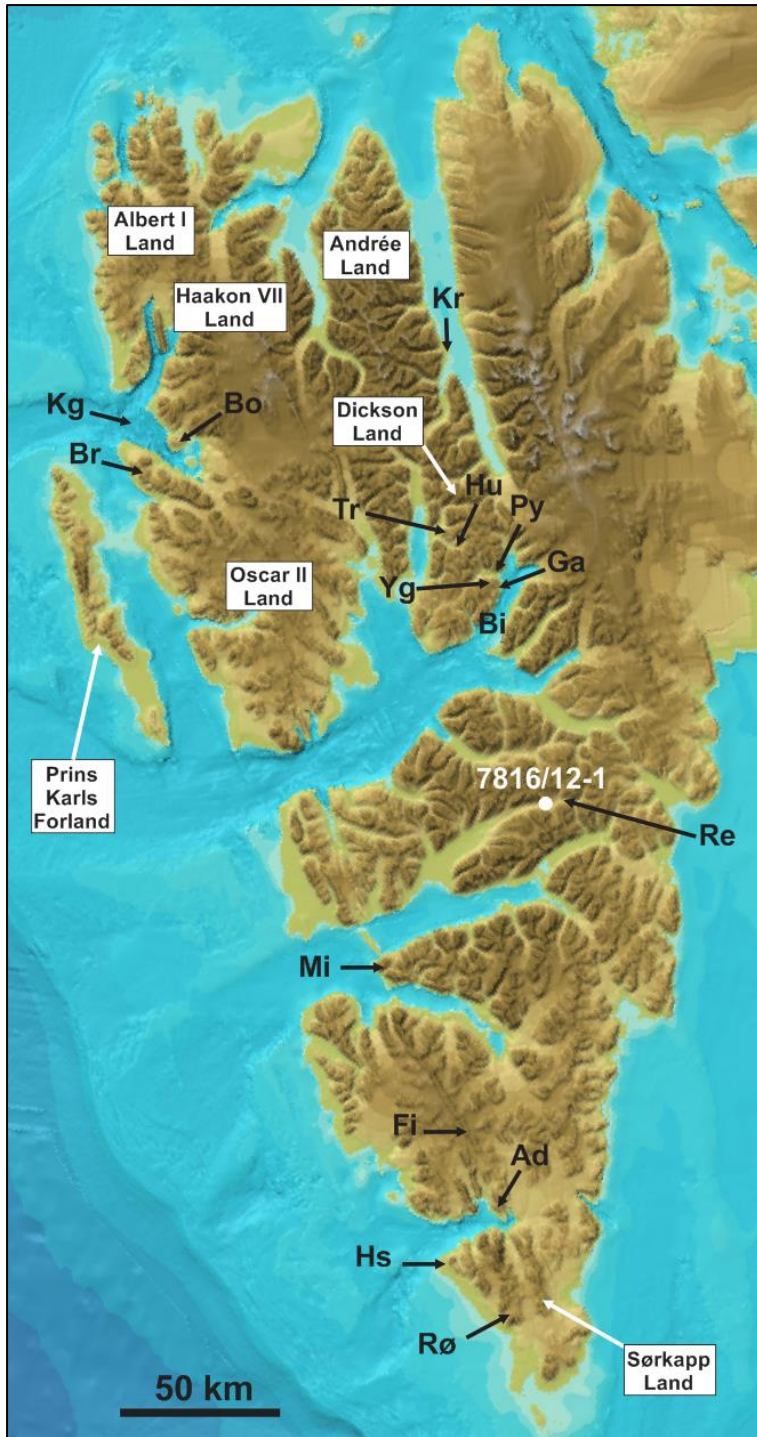 Albert I
Land
Andrée
Land
Haakon VII
Land
Kr
Kg
Bo
Dickson
Land
Br
Hu
Tr
Py
Oscar II
Land
Yg
Ga
Bi
Prins
Karls
Forland
7816/12-1
Re
Mi
Fi
Ad
Hs
Rø
Sørkapp
Land
50 km